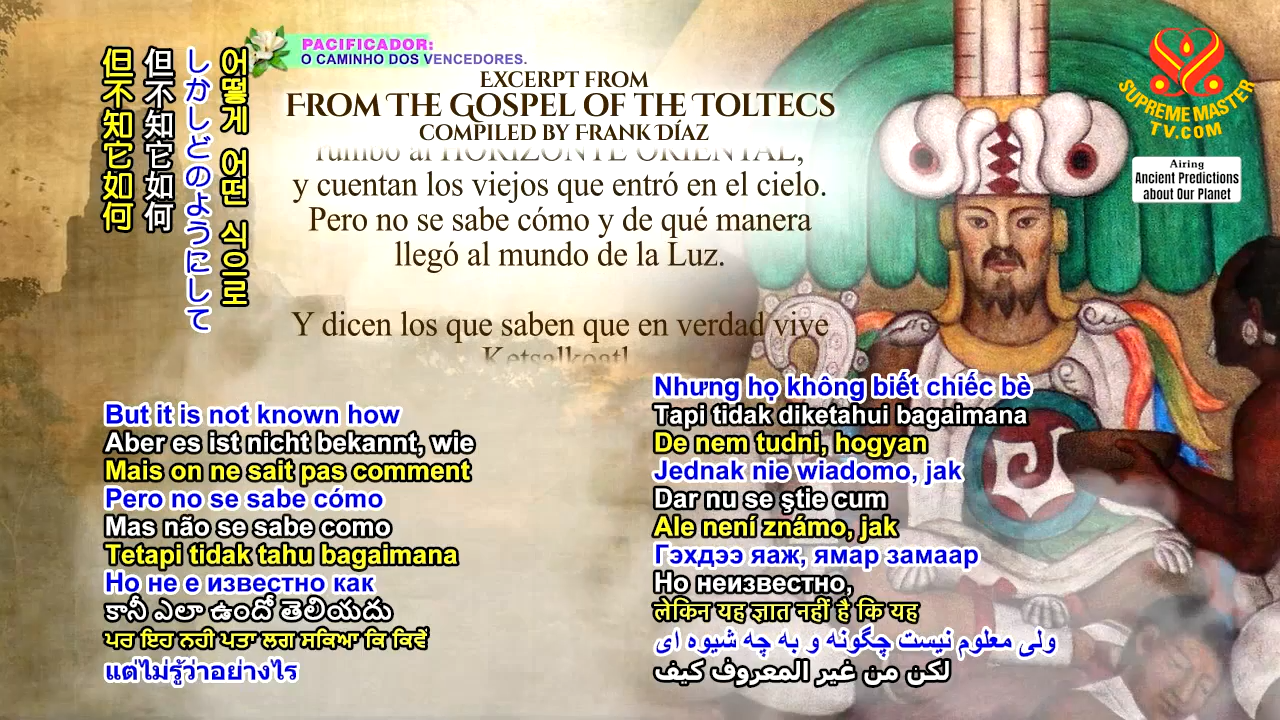 PACIFICADOR:
O CAMINHO DOS VENCEDORES.
EXCERPT FROM
FROM THE GOSPEL OF THE TOLTECS
COMPILED BY FRANK DÍAZ
rumbo al HORIZONTE ORIENTAL,
y cuentan los viejos que entró en el cielo.
Pero no se sabe cómo y de qué manera
llegó al mundo de la Luz.
Y dicen los que saben que en verdad vive
Ketsalkoatl
SUPREME MASTER
TV.COM
Airing
Ancient Predictions
about Our Planet
但不知它如何
但不知它如何
しかしどのようにして
어떻게 어떤 식으로
But it is not known how
Aber es ist nicht bekannt, wie
Mais on ne sait pas comment
Pero no se sabe cómo
Mas não se sabe como
Tetapi tidak tahu bagaimana
Но не е известно как
కానీ ఎలా ఉందో తెలియదు
ਪਰ ਇਹ ਨਹੀ ਪਤਾ ਲਗ ਸਕਿਆ ਕਿ ਕਿਵੇਂ
แต่ไม่รู้ว่าอย่างไร
Nhưng họ không biết chiếc bè
Tapi tidak diketahui bagaimana
De nem tudni, hogyan
Jednak nie wiadomo, jak
Dar nu se ştie cum
Ale není známo, jak
Гэхдээ яаж, ямар замаар
Но неизвестно,
लेकिन यह ज्ञात नहीं है कि यह
ولی معلوم نیست چگونه و به چه شیوه ای
لكن من غير المعروف كيف